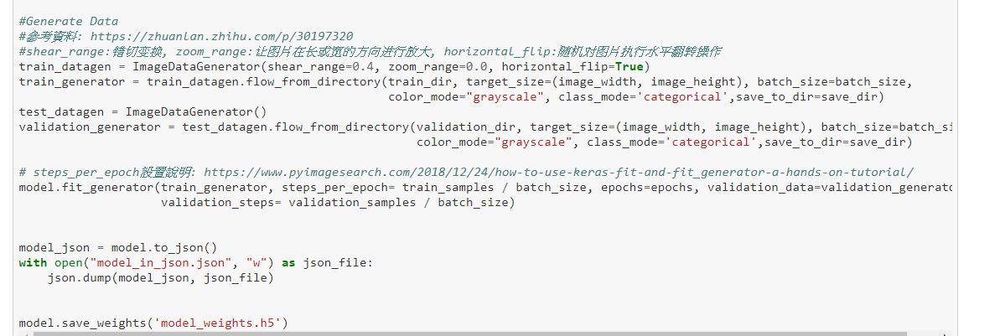 #Generate Data
#參考資料: https://zhuanlan.zhihu.com/p/30197320
#shear_range:错切变换, zoom_range:让图片在长或宽的方向进行放大, horizontal_flip:随机对图片执行水平翻轉操作
train_datagen = ImageDataGenerator(shear_range=0.4, zoom_range=0.0, horizontal_flip=True)
train_generator = train_datagen.flow_from_directory(train_dir, target_size=(image_width, image_height), batch_size=batch_size,
color_mode="grayscale", class_mode='categorical',save_to_dir=save_dir)
test_datagen = ImageDataGenerator()
validation_generator = test_datagen.flow_from_directory(validation_dir, target_size=(image_width, image_height), batch_size=batch_si
color_mode="grayscale", class_mode='categorical',save_to_dir=save_dir)
# steps_per_epoch設置說明: https://www.pyimagesearch.com/2018/12/24/how-to-use-keras-fit-and-fit_generator-a-hands-on-tutorial/
model.fit_generator(train_generator, steps_per_epoch= train_samples / batch_size, epochs=epochs, validation_data=validation_generato
validation_steps= validation_samples / batch_size)
model_json = model.to_json()
with open("model_in_json.json", "w") as json_file:
json.dump(model_json, json_file)
model.save_weights('model_weights.h5')